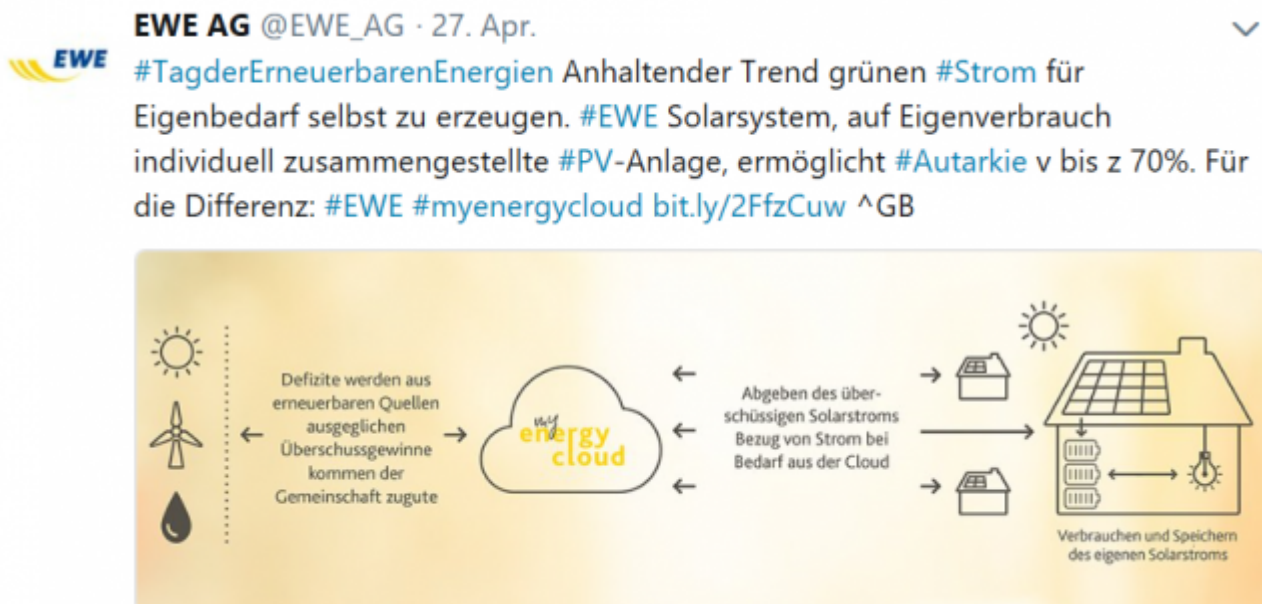 EWE AG @EWE_AG · 27. Apr.
EWE
#TagderErneuerbarenEnergien Anhaltender Trend grünen #Strom für
Eigenbedarf selbst zu erzeugen. #EWE Solarsystem, auf Eigenverbrauch
individuell zusammengestellte #PV-Anlage, ermöglicht #Autarkie v bis z 70%. Für
die Differenz: #EWE #myenergycloud bit.ly/2FfzCuw ^GB
Defizite werden aus
erneuerbaren Quellen
ausgeglichen
Überschussgewinne
kommen der
Gemeinschaft zugute
my
energy
cloud
Abgeben des über-
schüssigen Solarstroms
Bezug von Strom bei
Bedarf aus der Cloud
Verbrauchen und Speichern
des eigenen Solarstroms